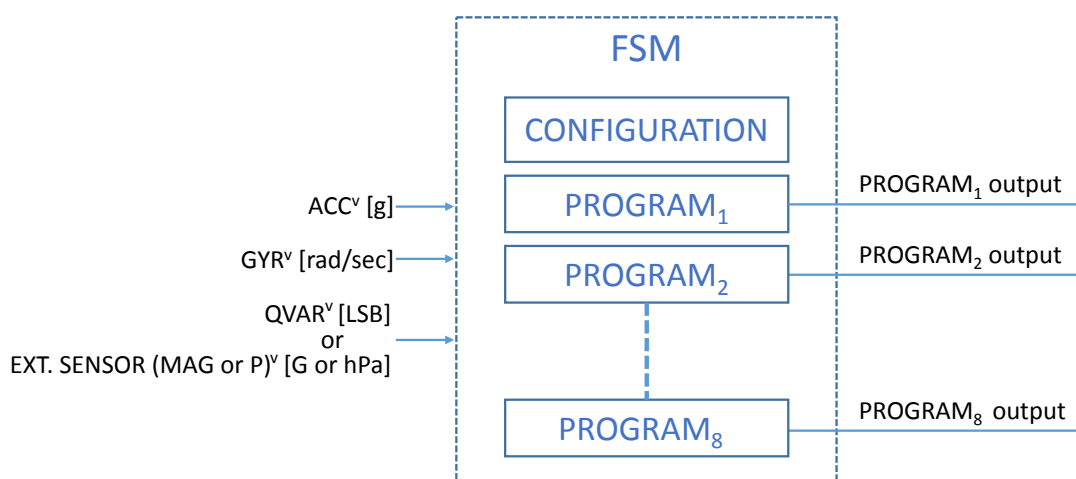 FSM
CONFIGURATION
PROGRAM₁
PROGRAM₁ output
ACCᵛ [g]
PROGRAM₂
PROGRAM₂ output
GYRᵛ [rad/sec]
QVARᵛ [LSB]
or
EXT. SENSOR (MAG or P)ᵛ [G or hPa]
PROGRAM₈
PROGRAM₈ output